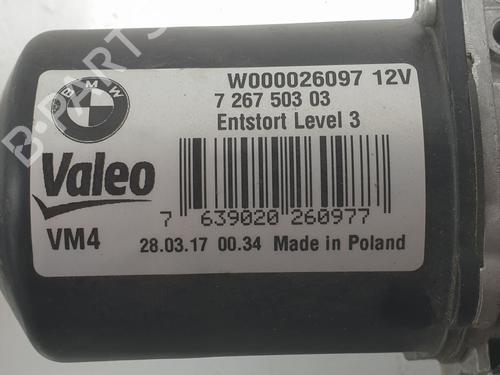 BMW
W000026097 12V
7 267 503 03
Entstort Level 3
Valeo
7 639020 260977
VM4
28.03.17 00.34 Made in Poland
B-PARTS